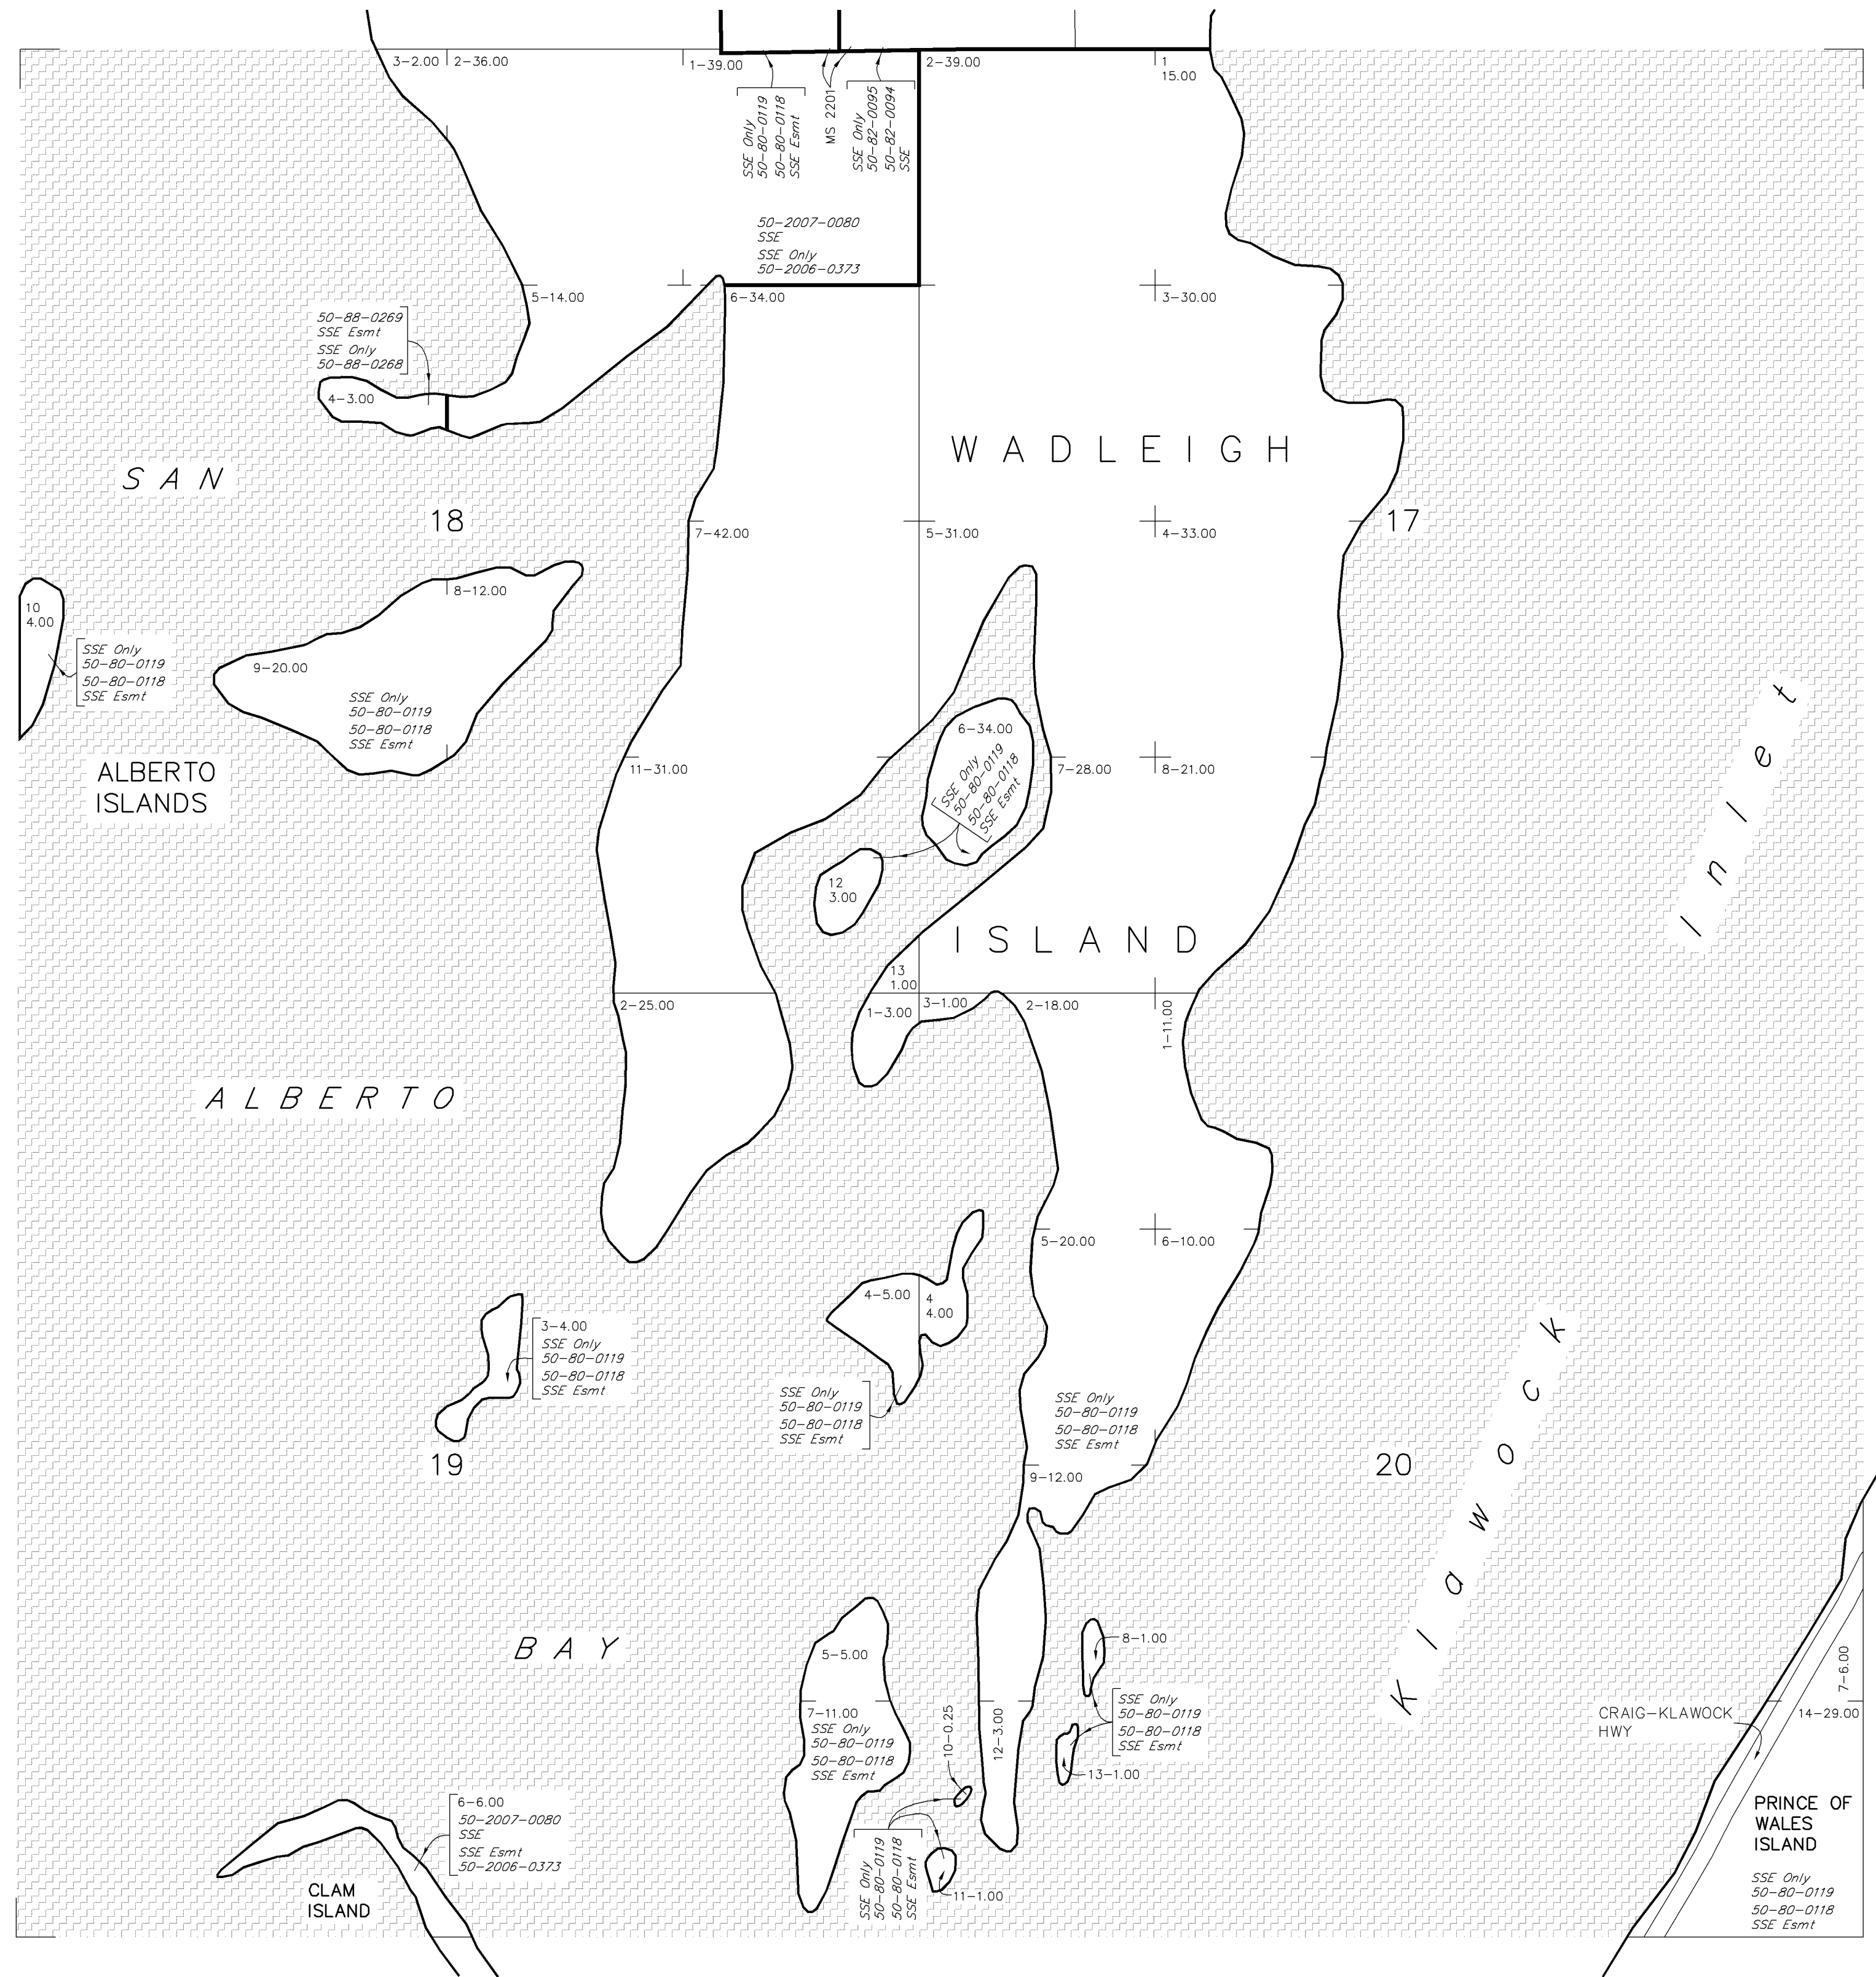 3-2.00
2-36.00
1-39.00
2-39.00
1
15.00
SSE Only
50-80-0119
50-80-0118
SSE Esmt
MS 2201
SSE Only
50-82-0095
50-82-0094
SSE
50-2007-0080
SSE
SSE Only
50-2006-0373
5-14.00
6-34.00
3-30.00
50-88-0269
SSE Esmt
SSE Only
50-88-0268
4-3.00
WADLEIGH
SAN
18
7-42.00
5-31.00
4-33.00
17
8-12.00
10
4.00
SSE Only
50-80-0119
50-80-0118
SSE Esmt
9-20.00
SSE Only
50-80-0119
50-80-0118
SSE Esmt
ALBERTO
ISLANDS
11-31.00
6-34.00
SSE Only
50-80-0119
50-80-0118
SSE Esmt
7-28.00
8-21.00
12
3.00
Inlet
ISLAND
13
1.00
2-25.00
1-3.00
3-1.00
2-18.00
1-11.00
ALBERTO
5-20.00
6-10.00
4-5.00
4
4.00
3-4.00
SSE Only
50-80-0119
50-80-0118
SSE Esmt
SSE Only
50-80-0119
50-80-0118
SSE Esmt
SSE Only
50-80-0119
50-80-0118
SSE Esmt
19
9-12.00
20
Klawock
BAY
5-5.00
8-1.00
7-11.00
SSE Only
50-80-0119
50-80-0118
SSE Esmt
10-0.25
12-3.00
SSE Only
50-80-0119
50-80-0118
SSE Esmt
13-1.00
7-6.00
CRAIG-KLAWOCK
HWY
14-29.00
6-6.00
50-2007-0080
SSE
SSE Esmt
50-2006-0373
CLAM
ISLAND
SSE Only
50-80-0119
50-80-0118
SSE Esmt
11-1.00
PRINCE OF
WALES
ISLAND
SSE Only
50-80-0119
50-80-0118
SSE Esmt